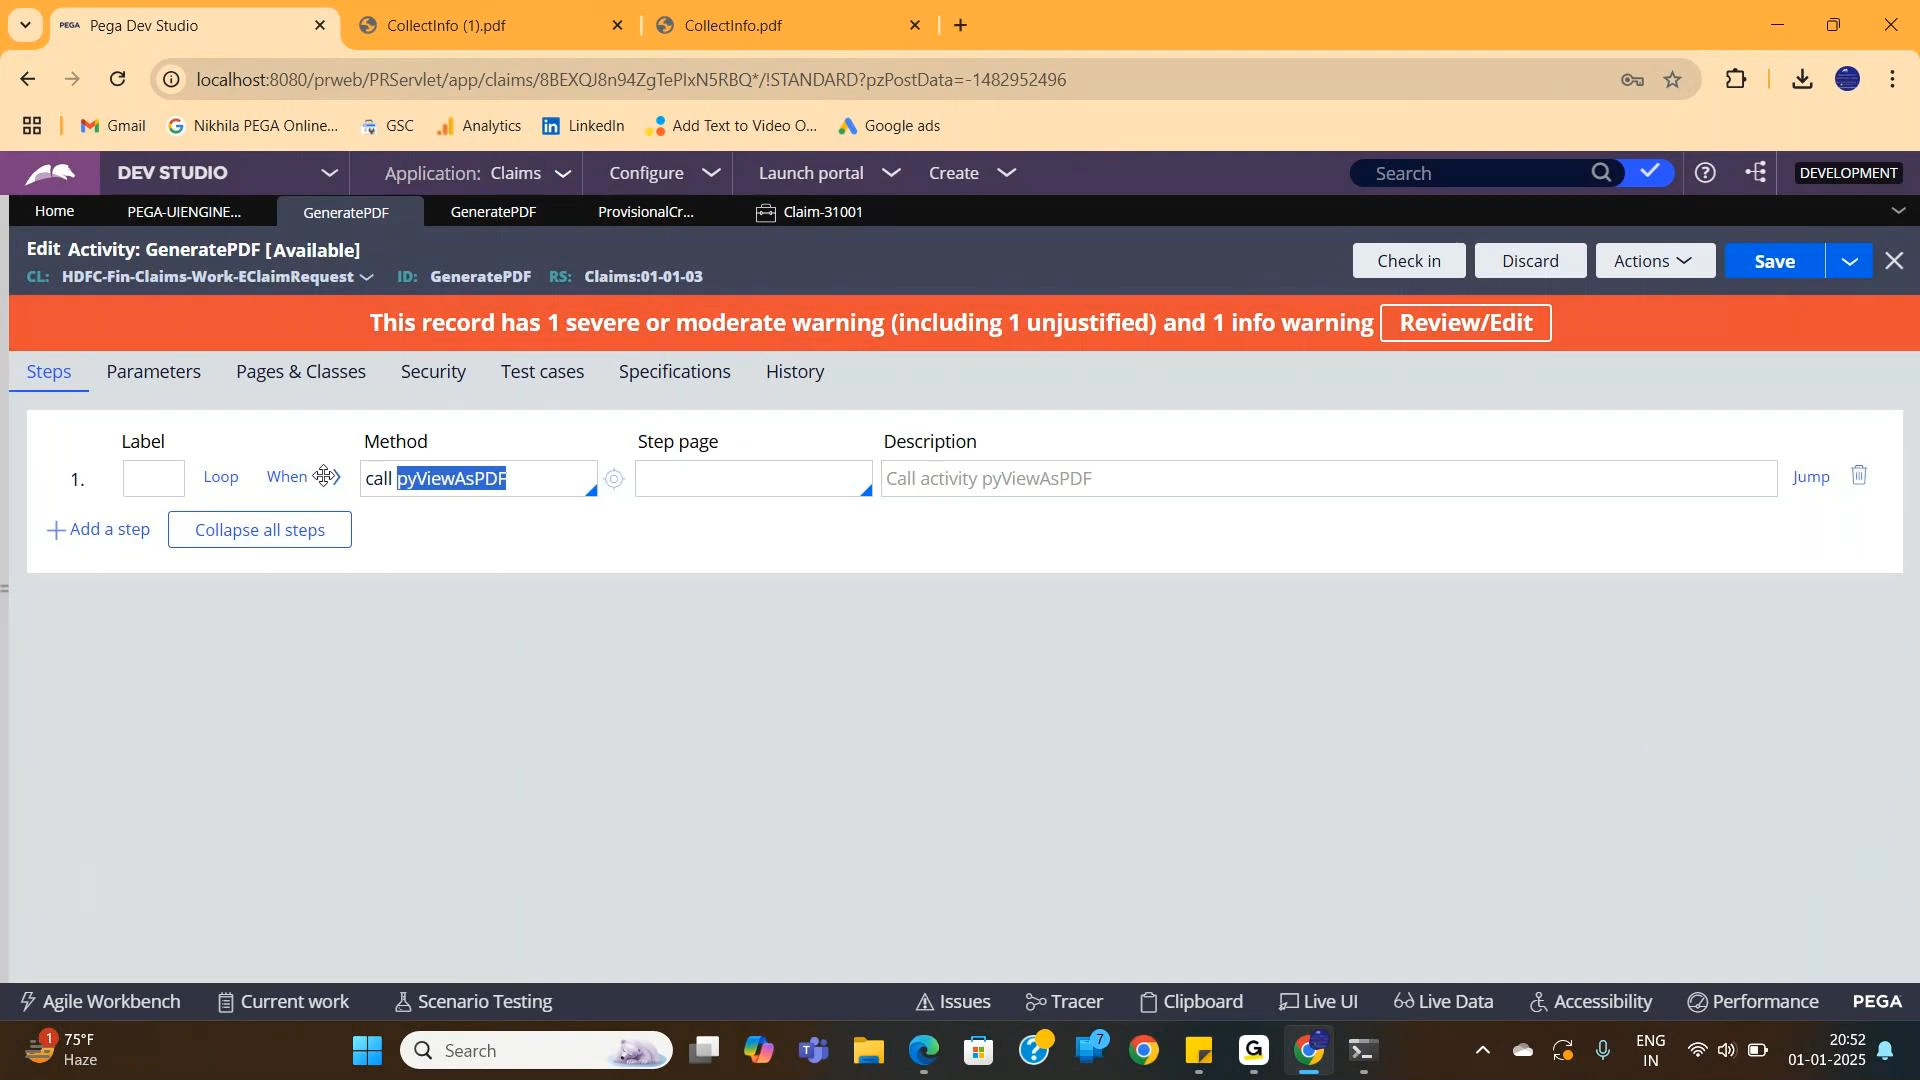 PEGA Pega Dev Studio
CollectInfo (1).pdf
CollectInfo.pdf
localhost:8080/prweb/PRServlet/app/claims/8BEXQJ8n94ZgTePIxN5RBQ*/!STANDARD?pzPostData=-1482952496
Gmail
Nikhila PEGA Online...
GSC
Analytics
LinkedIn
Add Text to Video O...
Google ads
DEV STUDIO
Application: Claims
Configure
Launch portal
Create
Search
DEVELOPMENT
Home
PEGA-UIENGINE...
GeneratePDF
GeneratePDF
ProvisionalCr...
Claim-31001
Edit Activity: GeneratePDF [Available]
CL: HDFC-Fin-Claims-Work-EClaimRequest ID: GeneratePDF RS: Claims:01-01-03
Check in
Discard
Actions
Save
This record has 1 severe or moderate warning (including 1 unjustified) and 1 info warning Review/Edit
Steps
Parameters
Pages & Classes
Security
Test cases
Specifications
History
Label
Method
Step page
Description
1.
Loop
When
call pyViewAsPDF
Call activity pyViewAsPDF
Jump
Add a step
Collapse all steps
Agile Workbench
Current work
Scenario Testing
Issues
Tracer
Clipboard
Live UI
Live Data
Accessibility
Performance
PEGA
1
75°F
Haze
Search
7
ENG
IN
20:52
01-01-2025